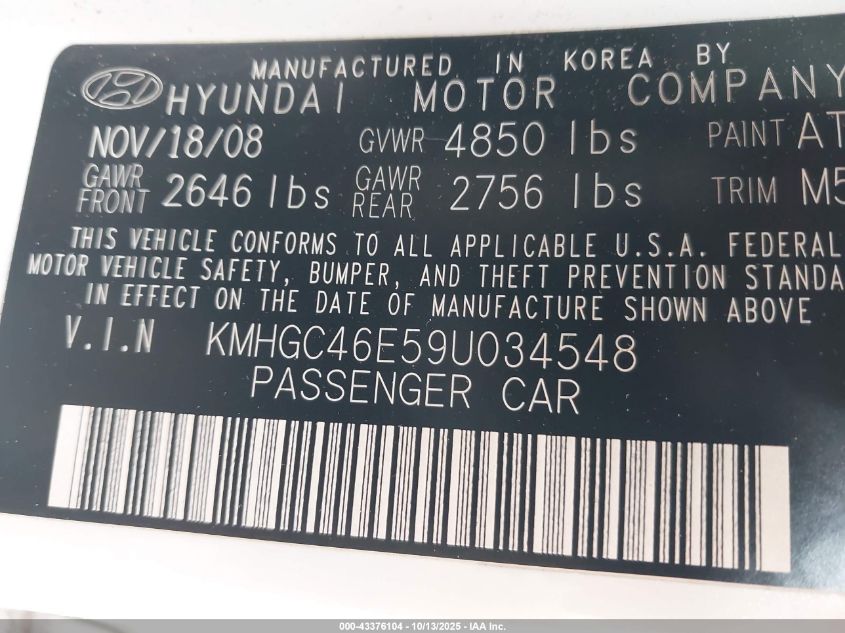 MANUFACTURED IN KOREA BY
HYUNDAI MOTOR COMPANY
NOV/18/08 GVWR 4850 lbs PAINT AT
GAWR FRONT 2646 lbs GAWR REAR 2756 lbs TRIM M5
THIS VEHICLE CONFORMS TO ALL APPLICABLE U.S.A. FEDERAL
MOTOR VEHICLE SAFETY, BUMPER, AND THEFT PREVENTION STANDA
IN EFFECT ON THE DATE OF MANUFACTURE SHOWN ABOVE
V.I.N KMHGC46E59U034548
PASSENGER CAR
000-43376104 - 10/13/2025 - IAA Inc.